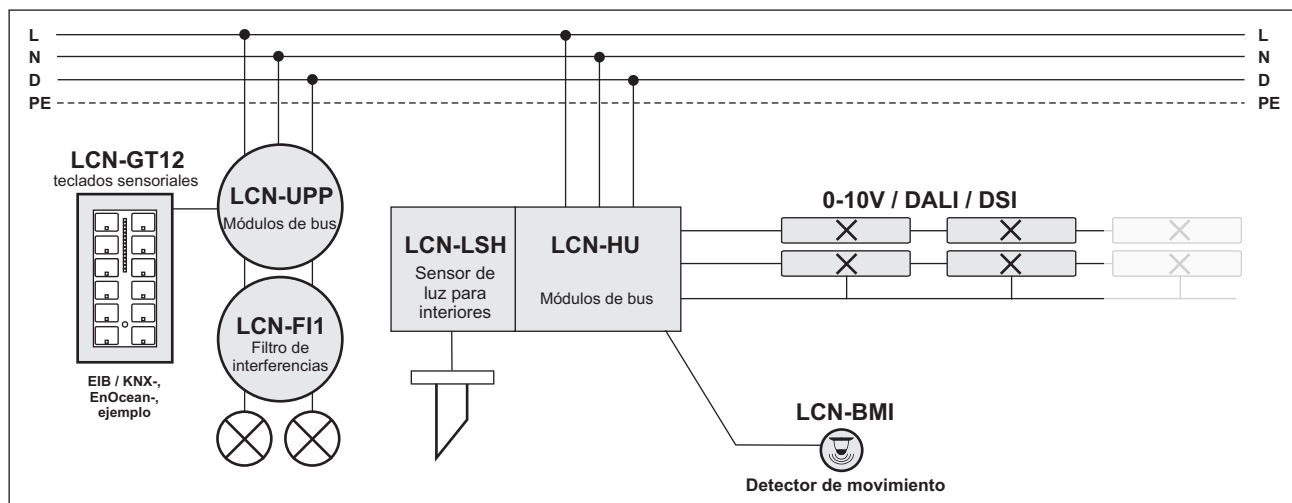 L
N
D
PE
L
N
D
PE
LCN-GT12
teclados sensoriales
EIB / KNX-,
EnOcean-,
ejemplo
LCN-UPP
Módulos de bus
LCN-FI1
Filtro de
interferencias
LCN-LSH
Sensor de
luz para
interiores
LCN-HU
Módulos de bus
0-10V / DALI / DSI
LCN-BMI
Detector de movimiento